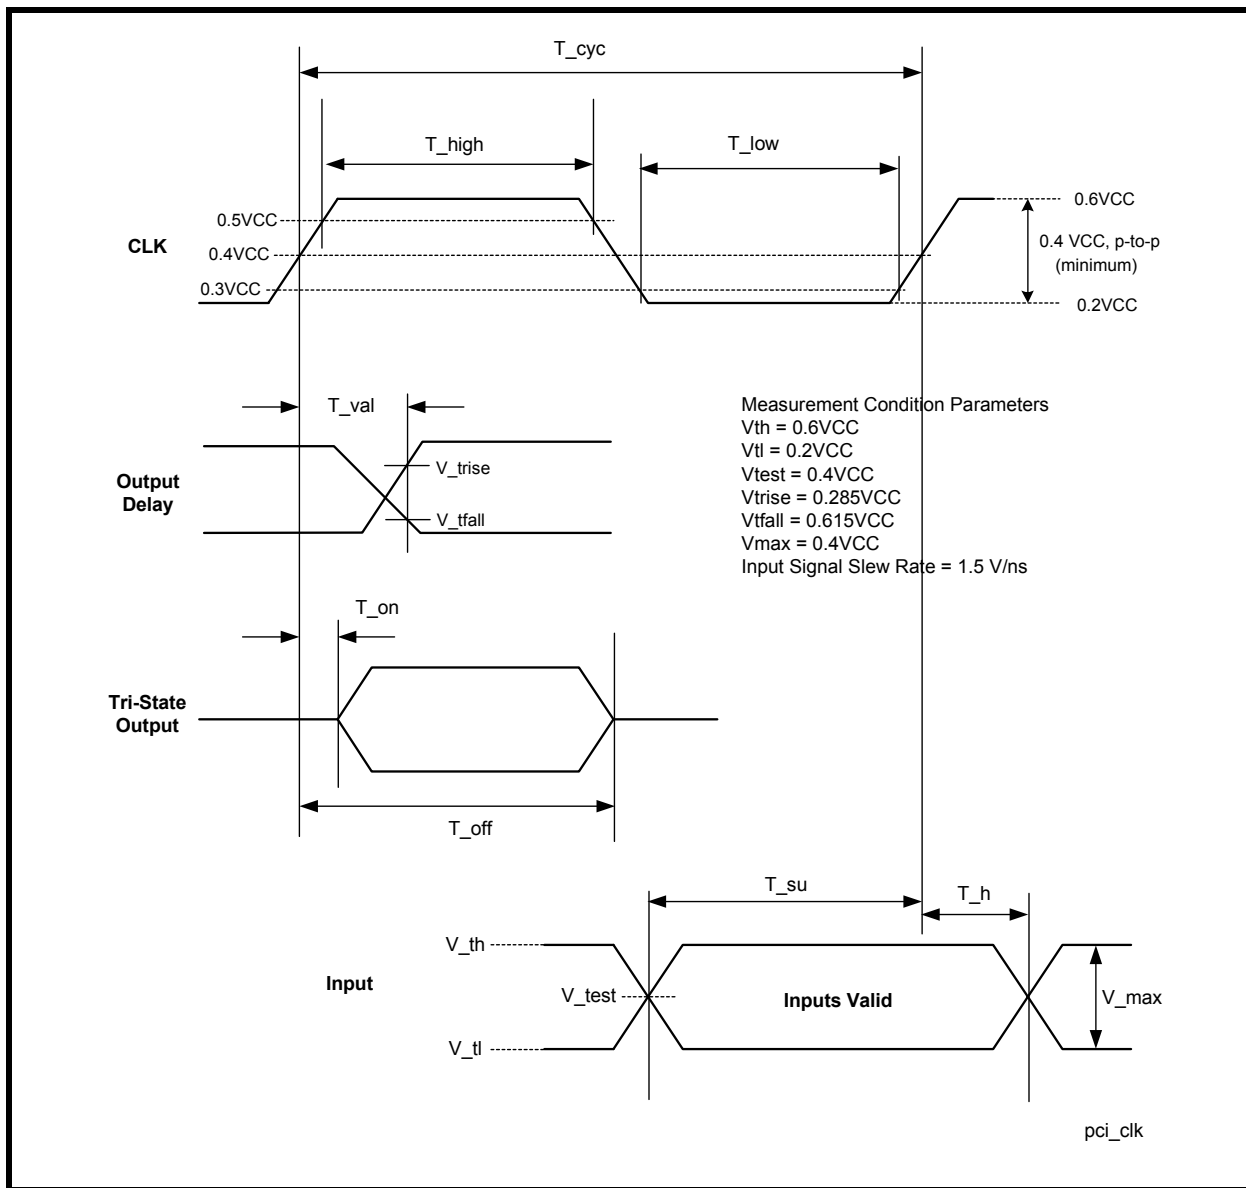 T_cyc
T_high
T_low
0.5VCC
0.6VCC
CLK
0.4VCC
0.4 VCC, p-to-p
(minimum)
0.3VCC
0.2VCC
T_val
Measurement Condition Parameters
Vth = 0.6VCC
Vtl = 0.2VCC
Vtest = 0.4VCC
Vtrise = 0.285VCC
Vtfall = 0.615VCC
Vmax = 0.4VCC
Input Signal Slew Rate = 1.5 V/ns
Output
Delay
V_trise
V_tfall
T_on
Tri-State
Output
T_off
T_su
T_h
V_th
Input
V_test
Inputs Valid
V_max
V_tl
pci_clk